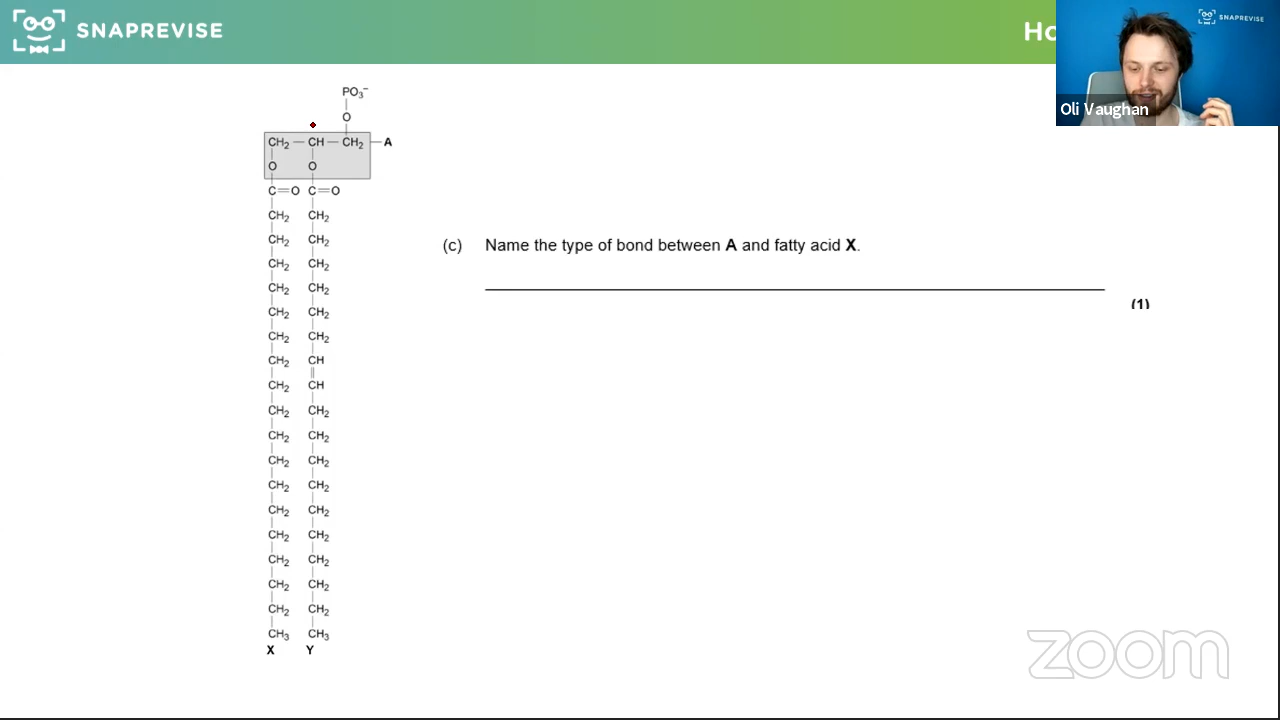 SNAPREVISE
Ho
SNAPREVISE
Oli Vaughan
PO₃⁻
O
CH₂ — CH — CH₂ — A
O O
C=O C=O
CH₂ CH₂
CH₂ CH₂
CH₂ CH₂
CH₂ CH₂
CH₂ CH₂
CH₂ CH₂
CH₂ CH
CH₂ CH
CH₂ CH₂
CH₂ CH₂
CH₂ CH₂
CH₂ CH₂
CH₂ CH₂
CH₂ CH₂
CH₂ CH₂
CH₂ CH₂
CH₂ CH₂
CH₃ CH₃
X Y
(c) Name the type of bond between A and fatty acid X.
(1)
zoom